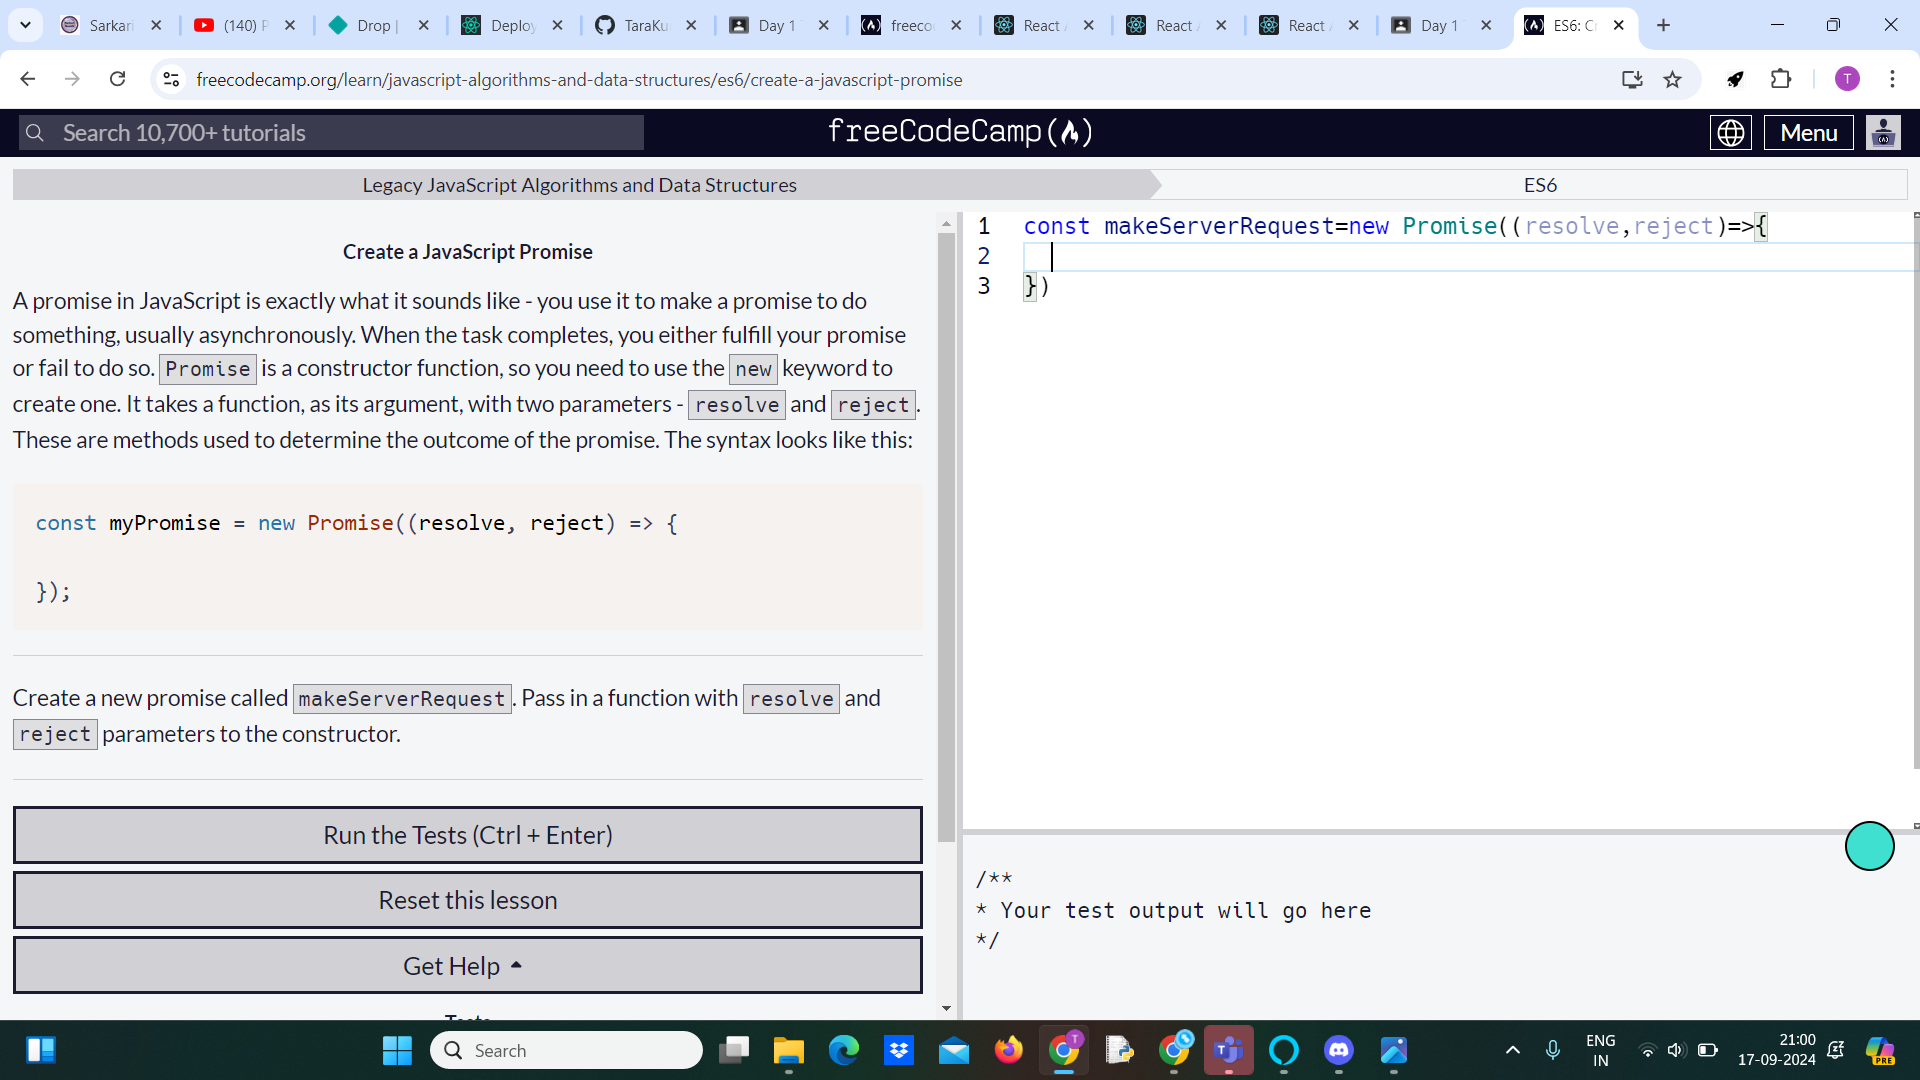 Sarkari
(140) P
Drop |
Deploy
TaraKu
Day 1
freeco
React
React
React
Day 1
ES6: Cr
freecodecamp.org/learn/javascript-algorithms-and-data-structures/es6/create-a-javascript-promise
T
Search 10,700+ tutorials
freeCodeCamp
Menu
Legacy JavaScript Algorithms and Data Structures
ES6
Create a JavaScript Promise
A promise in JavaScript is exactly what it sounds like - you use it to make a promise to do
something, usually asynchronously. When the task completes, you either fulfill your promise
or fail to do so. Promise is a constructor function, so you need to use the new keyword to
create one. It takes a function, as its argument, with two parameters - resolve and reject.
These are methods used to determine the outcome of the promise. The syntax looks like this:
const myPromise = new Promise((resolve, reject) => {
});
Create a new promise called makeServerRequest. Pass in a function with resolve and
reject parameters to the constructor.
Run the Tests (Ctrl + Enter)
Reset this lesson
Get Help
1 const makeServerRequest=new Promise((resolve,reject)=>{
2
3 })
/**
* Your test output will go here
*/
Search
ENG
IN
21:00
17-09-2024
PRE